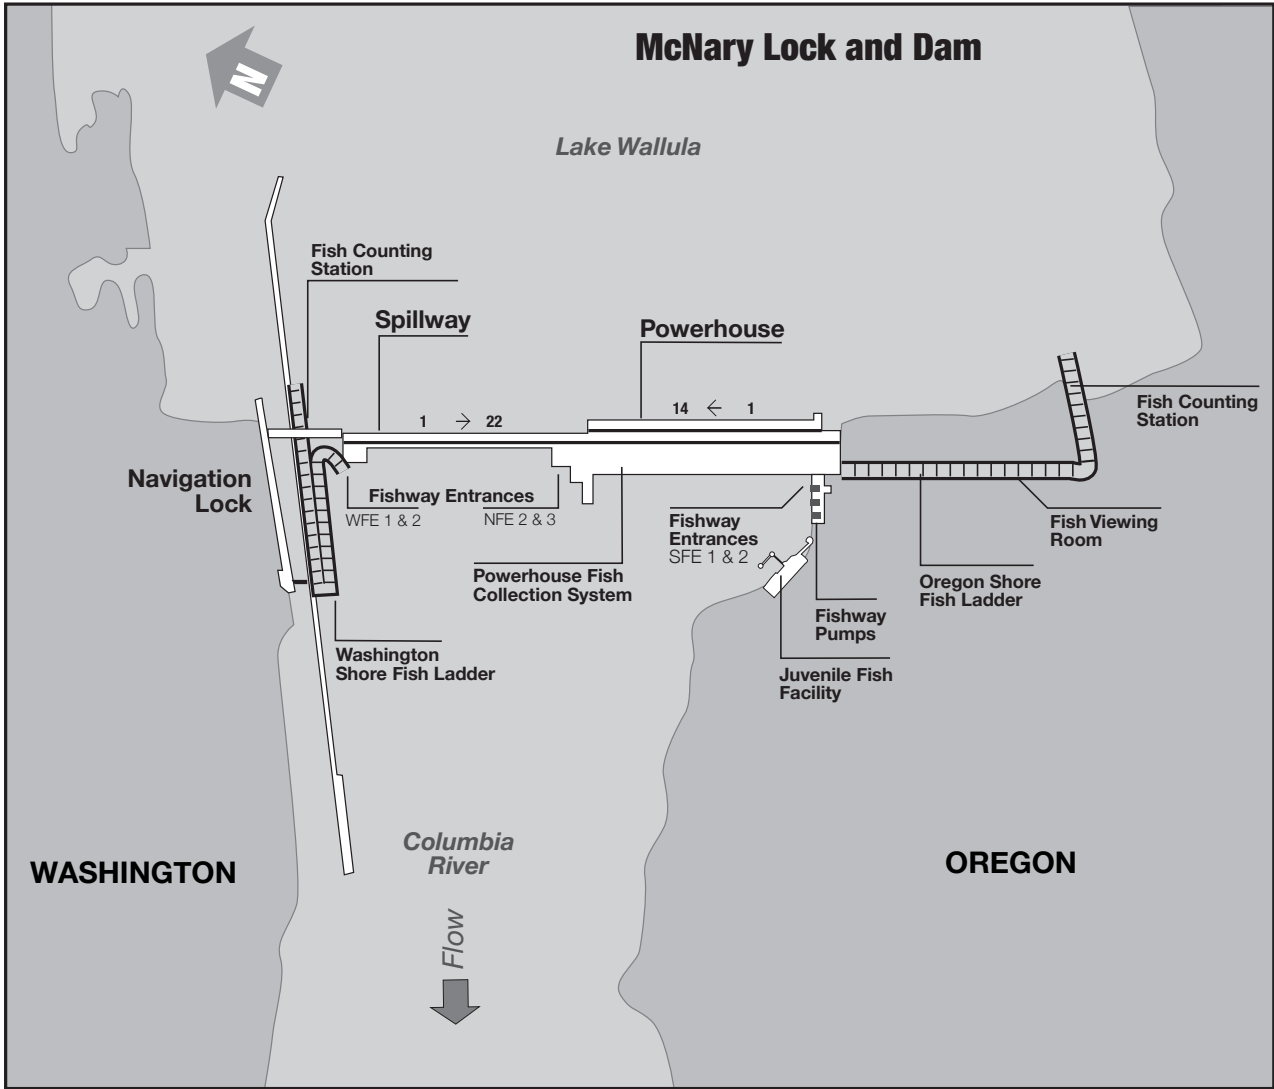 McNary Lock and Dam
N
Lake Wallula
Fish Counting
Station
Spillway
Powerhouse
1 → 22
14 ← 1
Fish Counting
Station
Navigation
Lock
Fishway Entrances
WFE 1 & 2
NFE 2 & 3
Fishway
Entrances
SFE 1 & 2
Fish Viewing
Room
Powerhouse Fish
Collection System
Oregon Shore
Fish Ladder
Fishway
Pumps
Washington
Shore Fish Ladder
Juvenile Fish
Facility
Columbia
River
WASHINGTON
OREGON
Flow